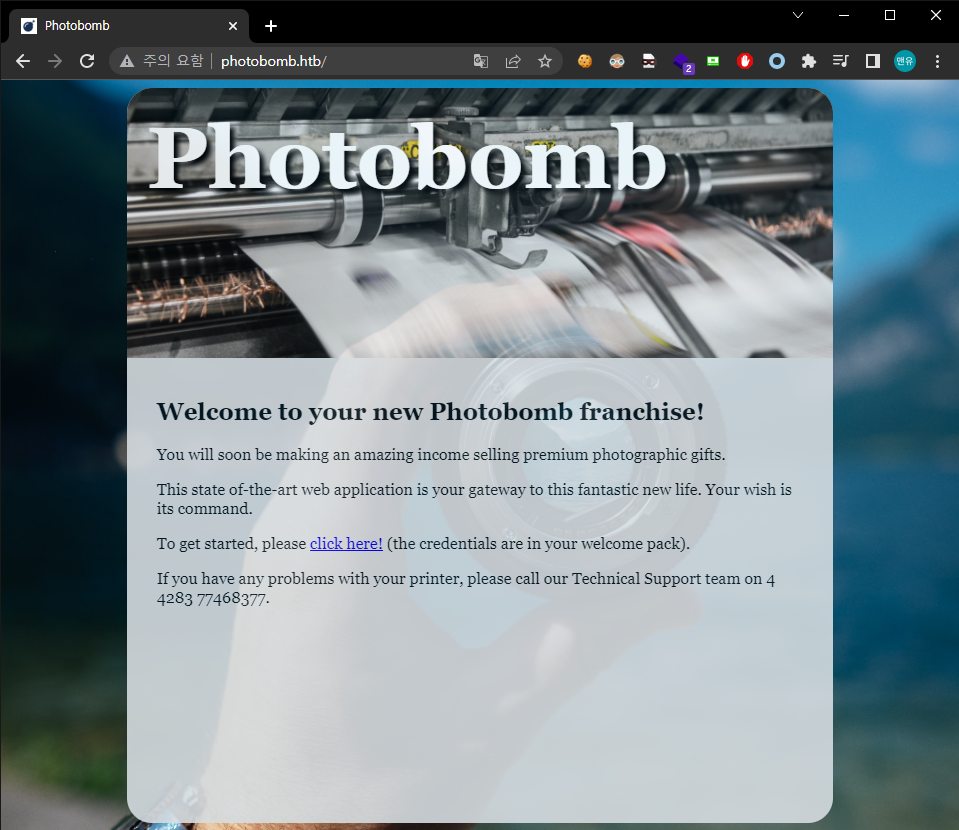 Photobomb
주의 요함
photobomb.htb/
2
맨유
Photobomb
Welcome to your new Photobomb franchise!
You will soon be making an amazing income selling premium photographic gifts.
This state of-the-art web application is your gateway to this fantastic new life. Your wish is
its command.
To get started, please click here! (the credentials are in your welcome pack).
If you have any problems with your printer, please call our Technical Support team on 4
4283 77468377.